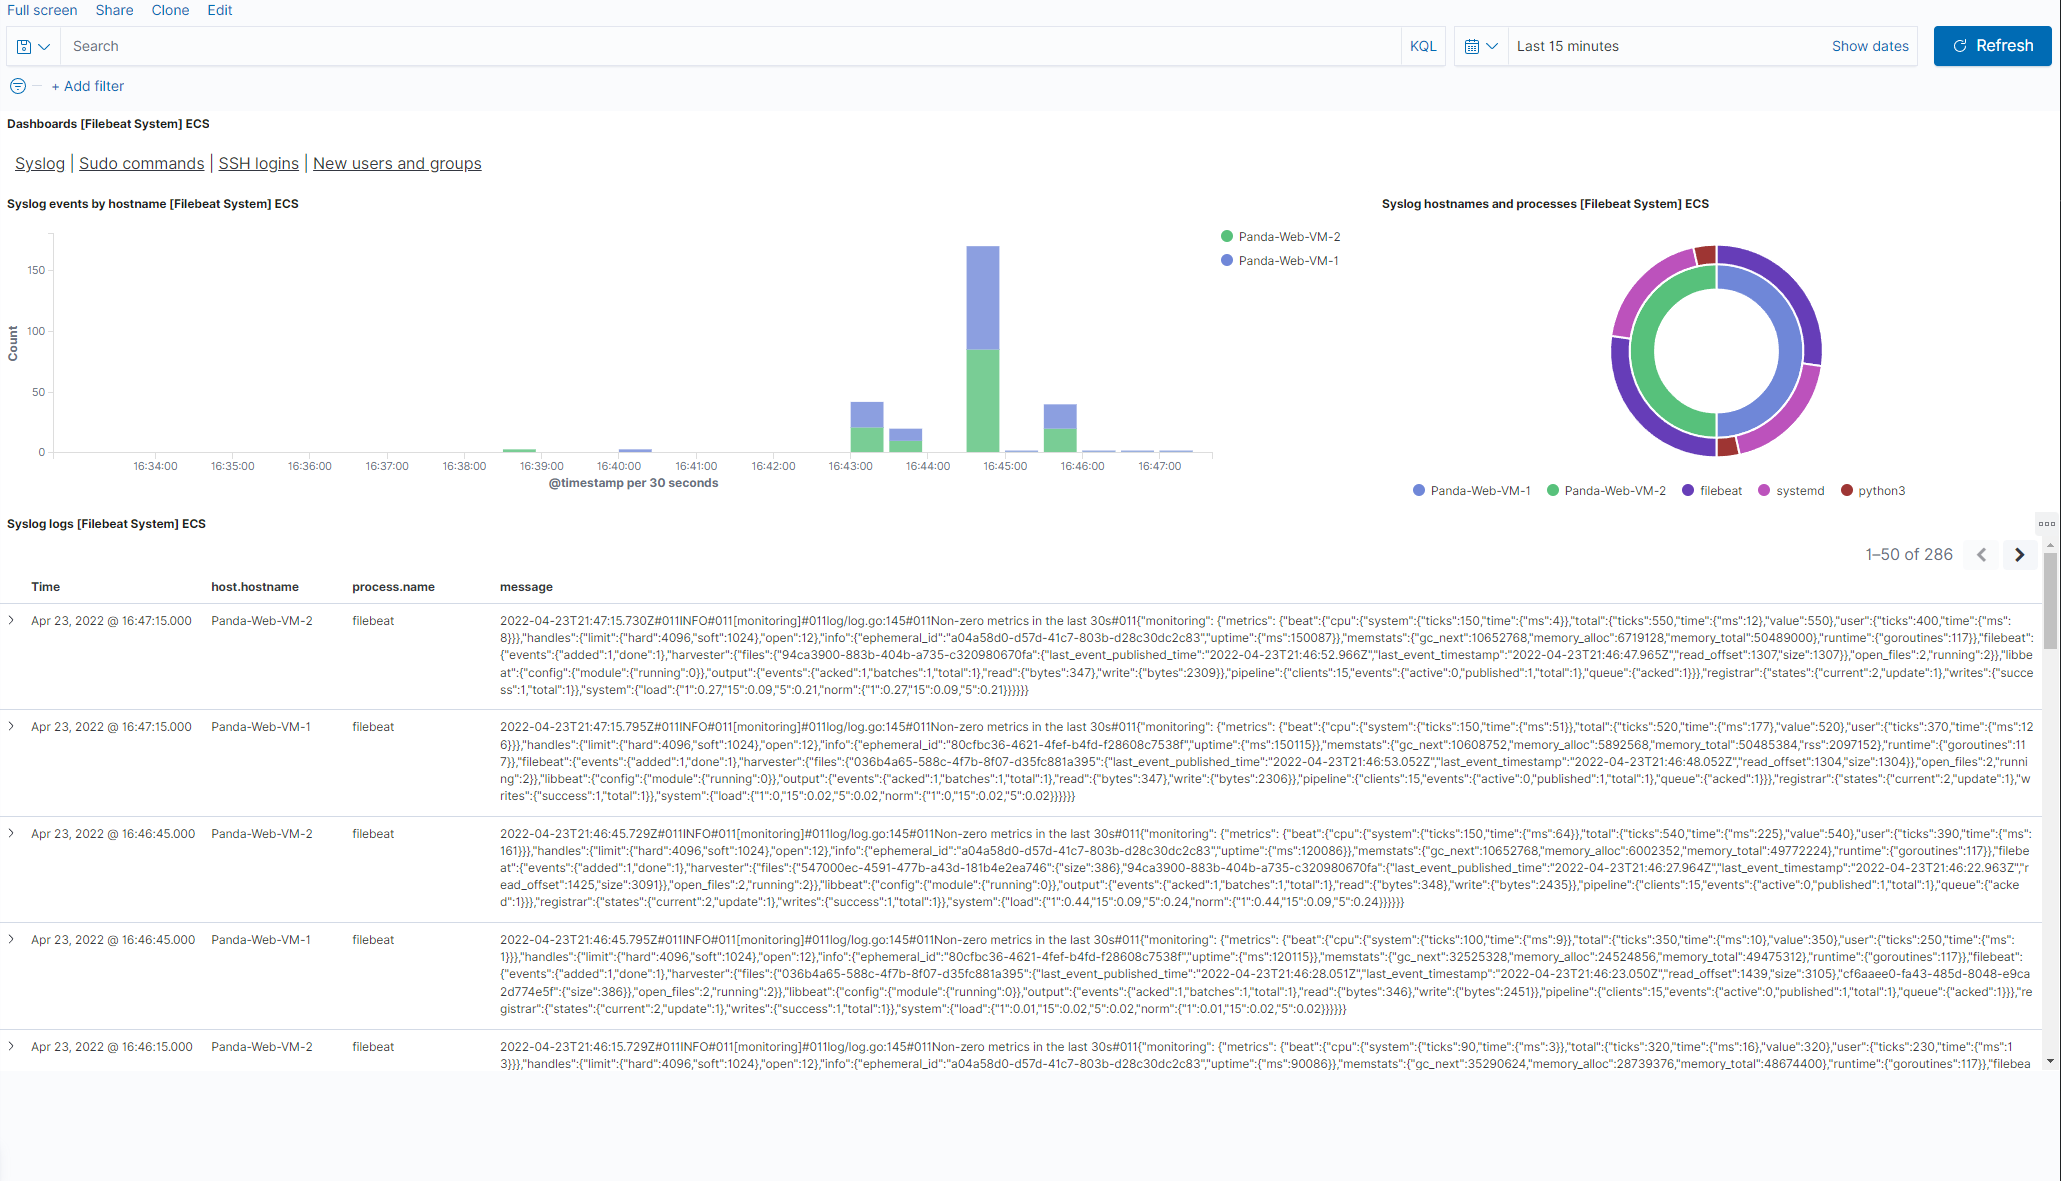 Full screen Share Clone Edit
Search KQL Last 15 minutes Show dates Refresh
+ Add filter
Dashboards [Filebeat System] ECS
Syslog | Sudo commands | SSH logins | New users and groups
Syslog events by hostname [Filebeat System] ECS
Count
150
100
50
0
16:34:00 16:35:00 16:36:00 16:37:00 16:38:00 16:39:00 16:40:00 16:41:00 16:42:00 16:43:00 16:44:00 16:45:00 16:46:00 16:47:00
@timestamp per 30 seconds
Panda-Web-VM-2
Panda-Web-VM-1
Syslog hostnames and processes [Filebeat System] ECS
Panda-Web-VM-1 Panda-Web-VM-2 filebeat systemd python3
Syslog logs [Filebeat System] ECS
1–50 of 286
Time host.hostname process.name message
Apr 23, 2022 @ 16:47:15.000 Panda-Web-VM-2 filebeat 2022-04-23T21:47:15.730Z#011INFO#011[monitoring]#011log/log.go:145#011Non-zero metrics in the last 30s#011{"monitoring": {"metrics": {"beat":{"cpu":{"system":{"ticks":150,"time":{"ms":4}},"total":{"ticks":550,"time":{"ms":12},"value":550},"user":{"ticks":400,"time":{"ms":
8}}},"handles":{"limit":{"hard":4096,"soft":1024},"open":12},"info":{"ephemeral_id":"a04a58d0-d57d-41c7-803b-d28c30dc2c83","uptime":{"ms":150087}},"memstats":{"gc_next":10652768,"memory_alloc":6719128,"memory_total":50489000},"runtime":{"goroutines":117}},"filebeat":
{"events":{"added":1,"done":1},"harvester":{"files":{"94ca3900-883b-404b-a735-c320980670fa":{"last_event_published_time":"2022-04-23T21:46:52.966Z","last_event_timestamp":"2022-04-23T21:46:47.965Z","read_offset":1307,"size":1307}},"open_files":2,"running":2}},"libbe
at":{"config":{"module":{"running":0}},"output":{"events":{"acked":1,"batches":1,"total":1},"read":{"bytes":347},"write":{"bytes":2309}},"pipeline":{"clients":15,"events":{"active":0,"published":1,"total":1},"queue":{"acked":1}}},"registrar":{"states":{"current":2,"update":1},"writes":{"succe
ss":1,"total":1}},"system":{"load":{"1":0.27,"15":0.09,"5":0.21,"norm":{"1":0.27,"15":0.09,"5":0.21}}}}}}
Apr 23, 2022 @ 16:47:15.000 Panda-Web-VM-1 filebeat 2022-04-23T21:47:15.795Z#011INFO#011[monitoring]#011log/log.go:145#011Non-zero metrics in the last 30s#011{"monitoring": {"metrics": {"beat":{"cpu":{"system":{"ticks":150,"time":{"ms":51}},"total":{"ticks":520,"time":{"ms":177},"value":520},"user":{"ticks":370,"time":{"ms":12
6}}},"handles":{"limit":{"hard":4096,"soft":1024},"open":12},"info":{"ephemeral_id":"80cfbc36-4621-4fef-b4fd-f28608c7538f","uptime":{"ms":150115}},"memstats":{"gc_next":10608752,"memory_alloc":5892568,"memory_total":50485384,"rss":2097152},"runtime":{"goroutines":11
7}},"filebeat":{"events":{"added":1,"done":1},"harvester":{"files":{"036b4a65-588c-4f7b-8f07-d35fc881a395":{"last_event_published_time":"2022-04-23T21:46:53.052Z","last_event_timestamp":"2022-04-23T21:46:48.052Z","read_offset":1304,"size":1304}},"open_files":2,"runni
ng":2}},"libbeat":{"config":{"module":{"running":0}},"output":{"events":{"acked":1,"batches":1,"total":1},"read":{"bytes":347},"write":{"bytes":2306}},"pipeline":{"clients":15,"events":{"active":0,"published":1,"total":1},"queue":{"acked":1}}},"registrar":{"states":{"current":2,"update":1},"w
rites":{"success":1,"total":1}},"system":{"load":{"1":0,"15":0.02,"5":0.02,"norm":{"1":0,"15":0.02,"5":0.02}}}}}}
Apr 23, 2022 @ 16:46:45.000 Panda-Web-VM-2 filebeat 2022-04-23T21:46:45.729Z#011INFO#011[monitoring]#011log/log.go:145#011Non-zero metrics in the last 30s#011{"monitoring": {"metrics": {"beat":{"cpu":{"system":{"ticks":150,"time":{"ms":64}},"total":{"ticks":540,"time":{"ms":225},"value":540},"user":{"ticks":390,"time":{"ms":
161}}},"handles":{"limit":{"hard":4096,"soft":1024},"open":12},"info":{"ephemeral_id":"a04a58d0-d57d-41c7-803b-d28c30dc2c83","uptime":{"ms":120086}},"memstats":{"gc_next":10652768,"memory_alloc":6002352,"memory_total":49772224},"runtime":{"goroutines":117}},"filebe
at":{"events":{"added":1,"done":1},"harvester":{"files":{"547000ec-4591-477b-a43d-181b4e2ea746":{"size":386},"94ca3900-883b-404b-a735-c320980670fa":{"last_event_published_time":"2022-04-23T21:46:27.964Z","last_event_timestamp":"2022-04-23T21:46:22.963Z","r
ead_offset":1425,"size":3091}},"open_files":2,"running":2}},"libbeat":{"config":{"module":{"running":0}},"output":{"events":{"acked":1,"batches":1,"total":1},"read":{"bytes":348},"write":{"bytes":2435}},"pipeline":{"clients":15,"events":{"active":0,"published":1,"total":1},"queue":{"acke
d":1}}},"registrar":{"states":{"current":2,"update":1},"writes":{"success":1,"total":1}},"system":{"load":{"1":0.44,"15":0.09,"5":0.24,"norm":{"1":0.44,"15":0.09,"5":0.24}}}}}}
Apr 23, 2022 @ 16:46:45.000 Panda-Web-VM-1 filebeat 2022-04-23T21:46:45.795Z#011INFO#011[monitoring]#011log/log.go:145#011Non-zero metrics in the last 30s#011{"monitoring": {"metrics": {"beat":{"cpu":{"system":{"ticks":100,"time":{"ms":9}},"total":{"ticks":350,"time":{"ms":10},"value":350},"user":{"ticks":250,"time":{"ms":
1}}},"handles":{"limit":{"hard":4096,"soft":1024},"open":12},"info":{"ephemeral_id":"80cfbc36-4621-4fef-b4fd-f28608c7538f","uptime":{"ms":120115}},"memstats":{"gc_next":32525328,"memory_alloc":24524856,"memory_total":49475312},"runtime":{"goroutines":117}},"filebeat":
{"events":{"added":1,"done":1},"harvester":{"files":{"036b4a65-588c-4f7b-8f07-d35fc881a395":{"last_event_published_time":"2022-04-23T21:46:28.051Z","last_event_timestamp":"2022-04-23T21:46:23.050Z","read_offset":1439,"size":3105},"cf6aaee0-fa43-485d-8048-e9ca
2d774e5f":{"size":386}},"open_files":2,"running":2}},"libbeat":{"config":{"module":{"running":0}},"output":{"events":{"acked":1,"batches":1,"total":1},"read":{"bytes":346},"write":{"bytes":2451}},"pipeline":{"clients":15,"events":{"active":0,"published":1,"total":1},"queue":{"acked":1}}},"re
gistrar":{"states":{"current":2,"update":1},"writes":{"success":1,"total":1}},"system":{"load":{"1":0.01,"15":0.02,"5":0.02,"norm":{"1":0.01,"15":0.02,"5":0.02}}}}}}
Apr 23, 2022 @ 16:46:15.000 Panda-Web-VM-2 filebeat 2022-04-23T21:46:15.729Z#011INFO#011[monitoring]#011log/log.go:145#011Non-zero metrics in the last 30s#011{"monitoring": {"metrics": {"beat":{"cpu":{"system":{"ticks":90,"time":{"ms":3}},"total":{"ticks":320,"time":{"ms":16},"value":320},"user":{"ticks":230,"time":{"ms":1
3}}},"handles":{"limit":{"hard":4096,"soft":1024},"open":12},"info":{"ephemeral_id":"a04a58d0-d57d-41c7-803b-d28c30dc2c83","uptime":{"ms":90086}},"memstats":{"gc_next":35290624,"memory_alloc":28739376,"memory_total":48674400},"runtime":{"goroutines":117}},"filebea